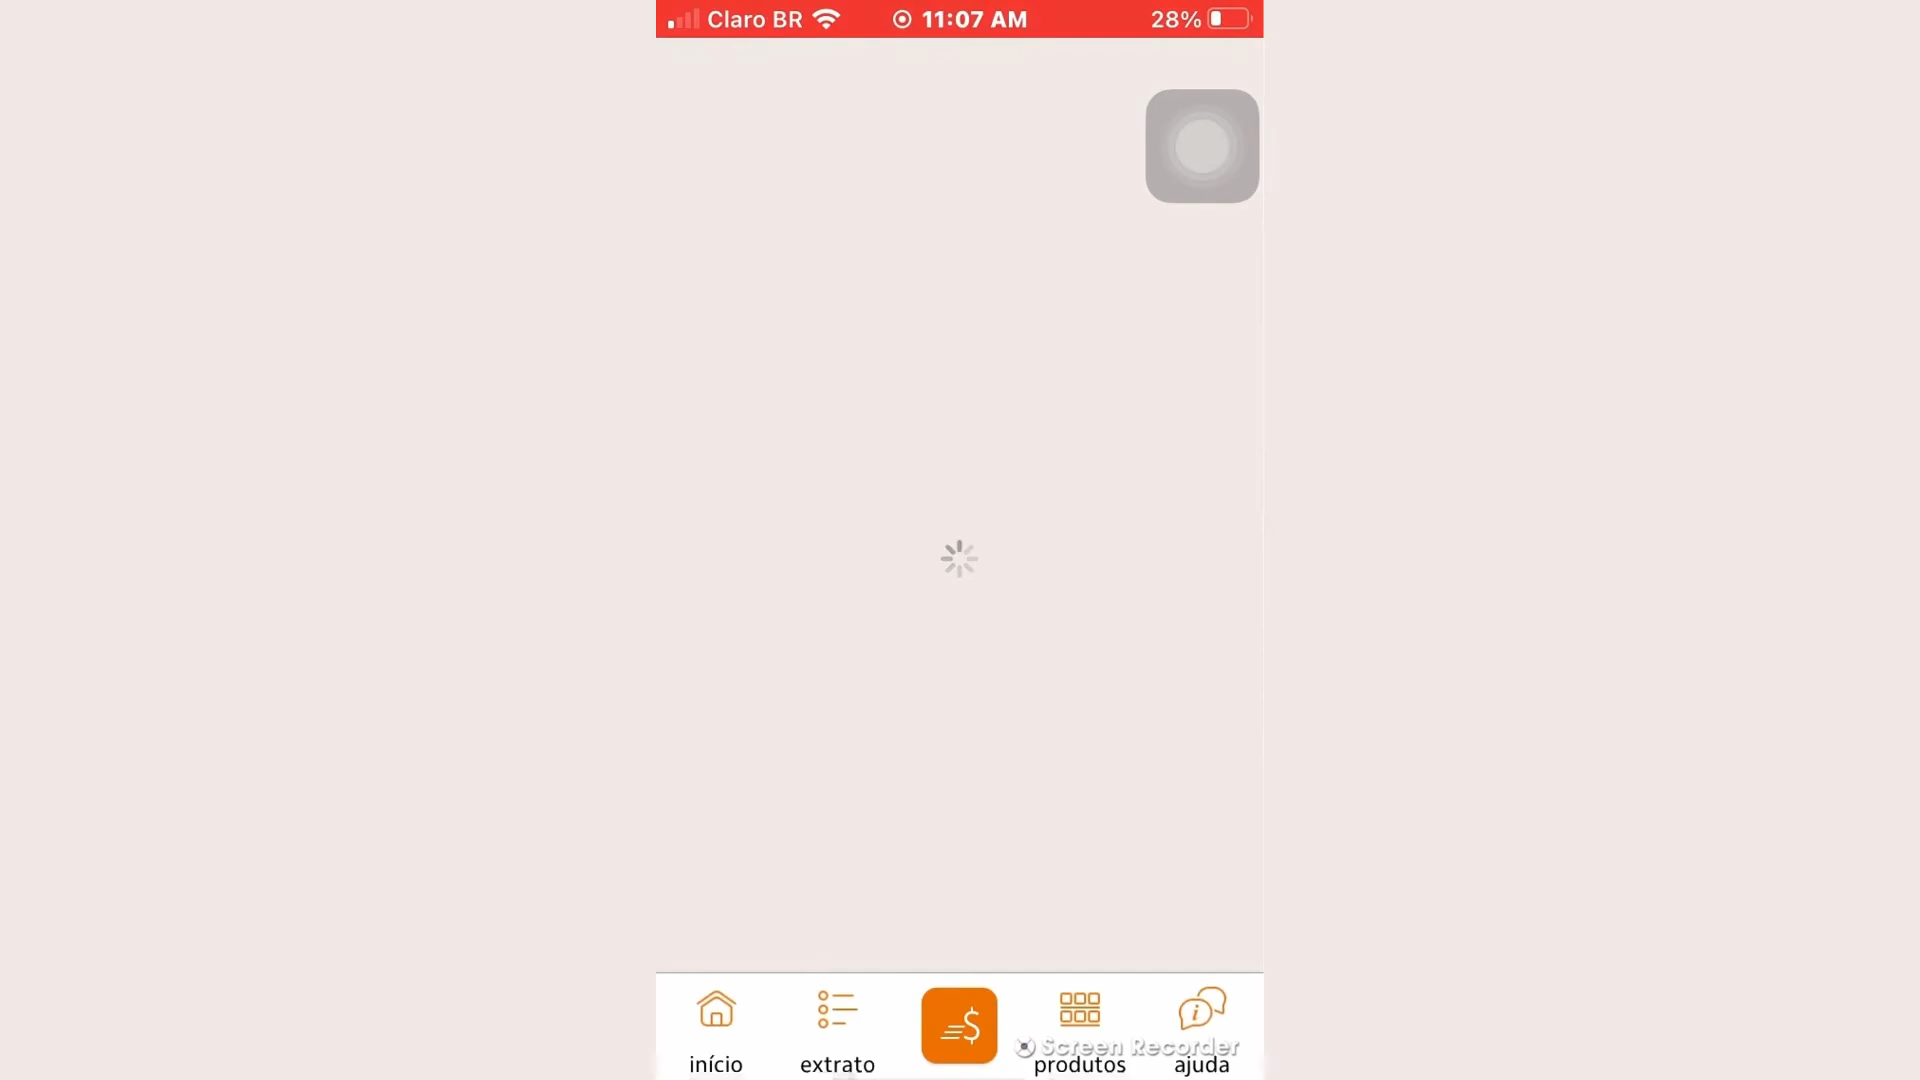 Claro BR 11:07 AM 28%
$
i
Screen Recorder
início extrato produtos ajuda